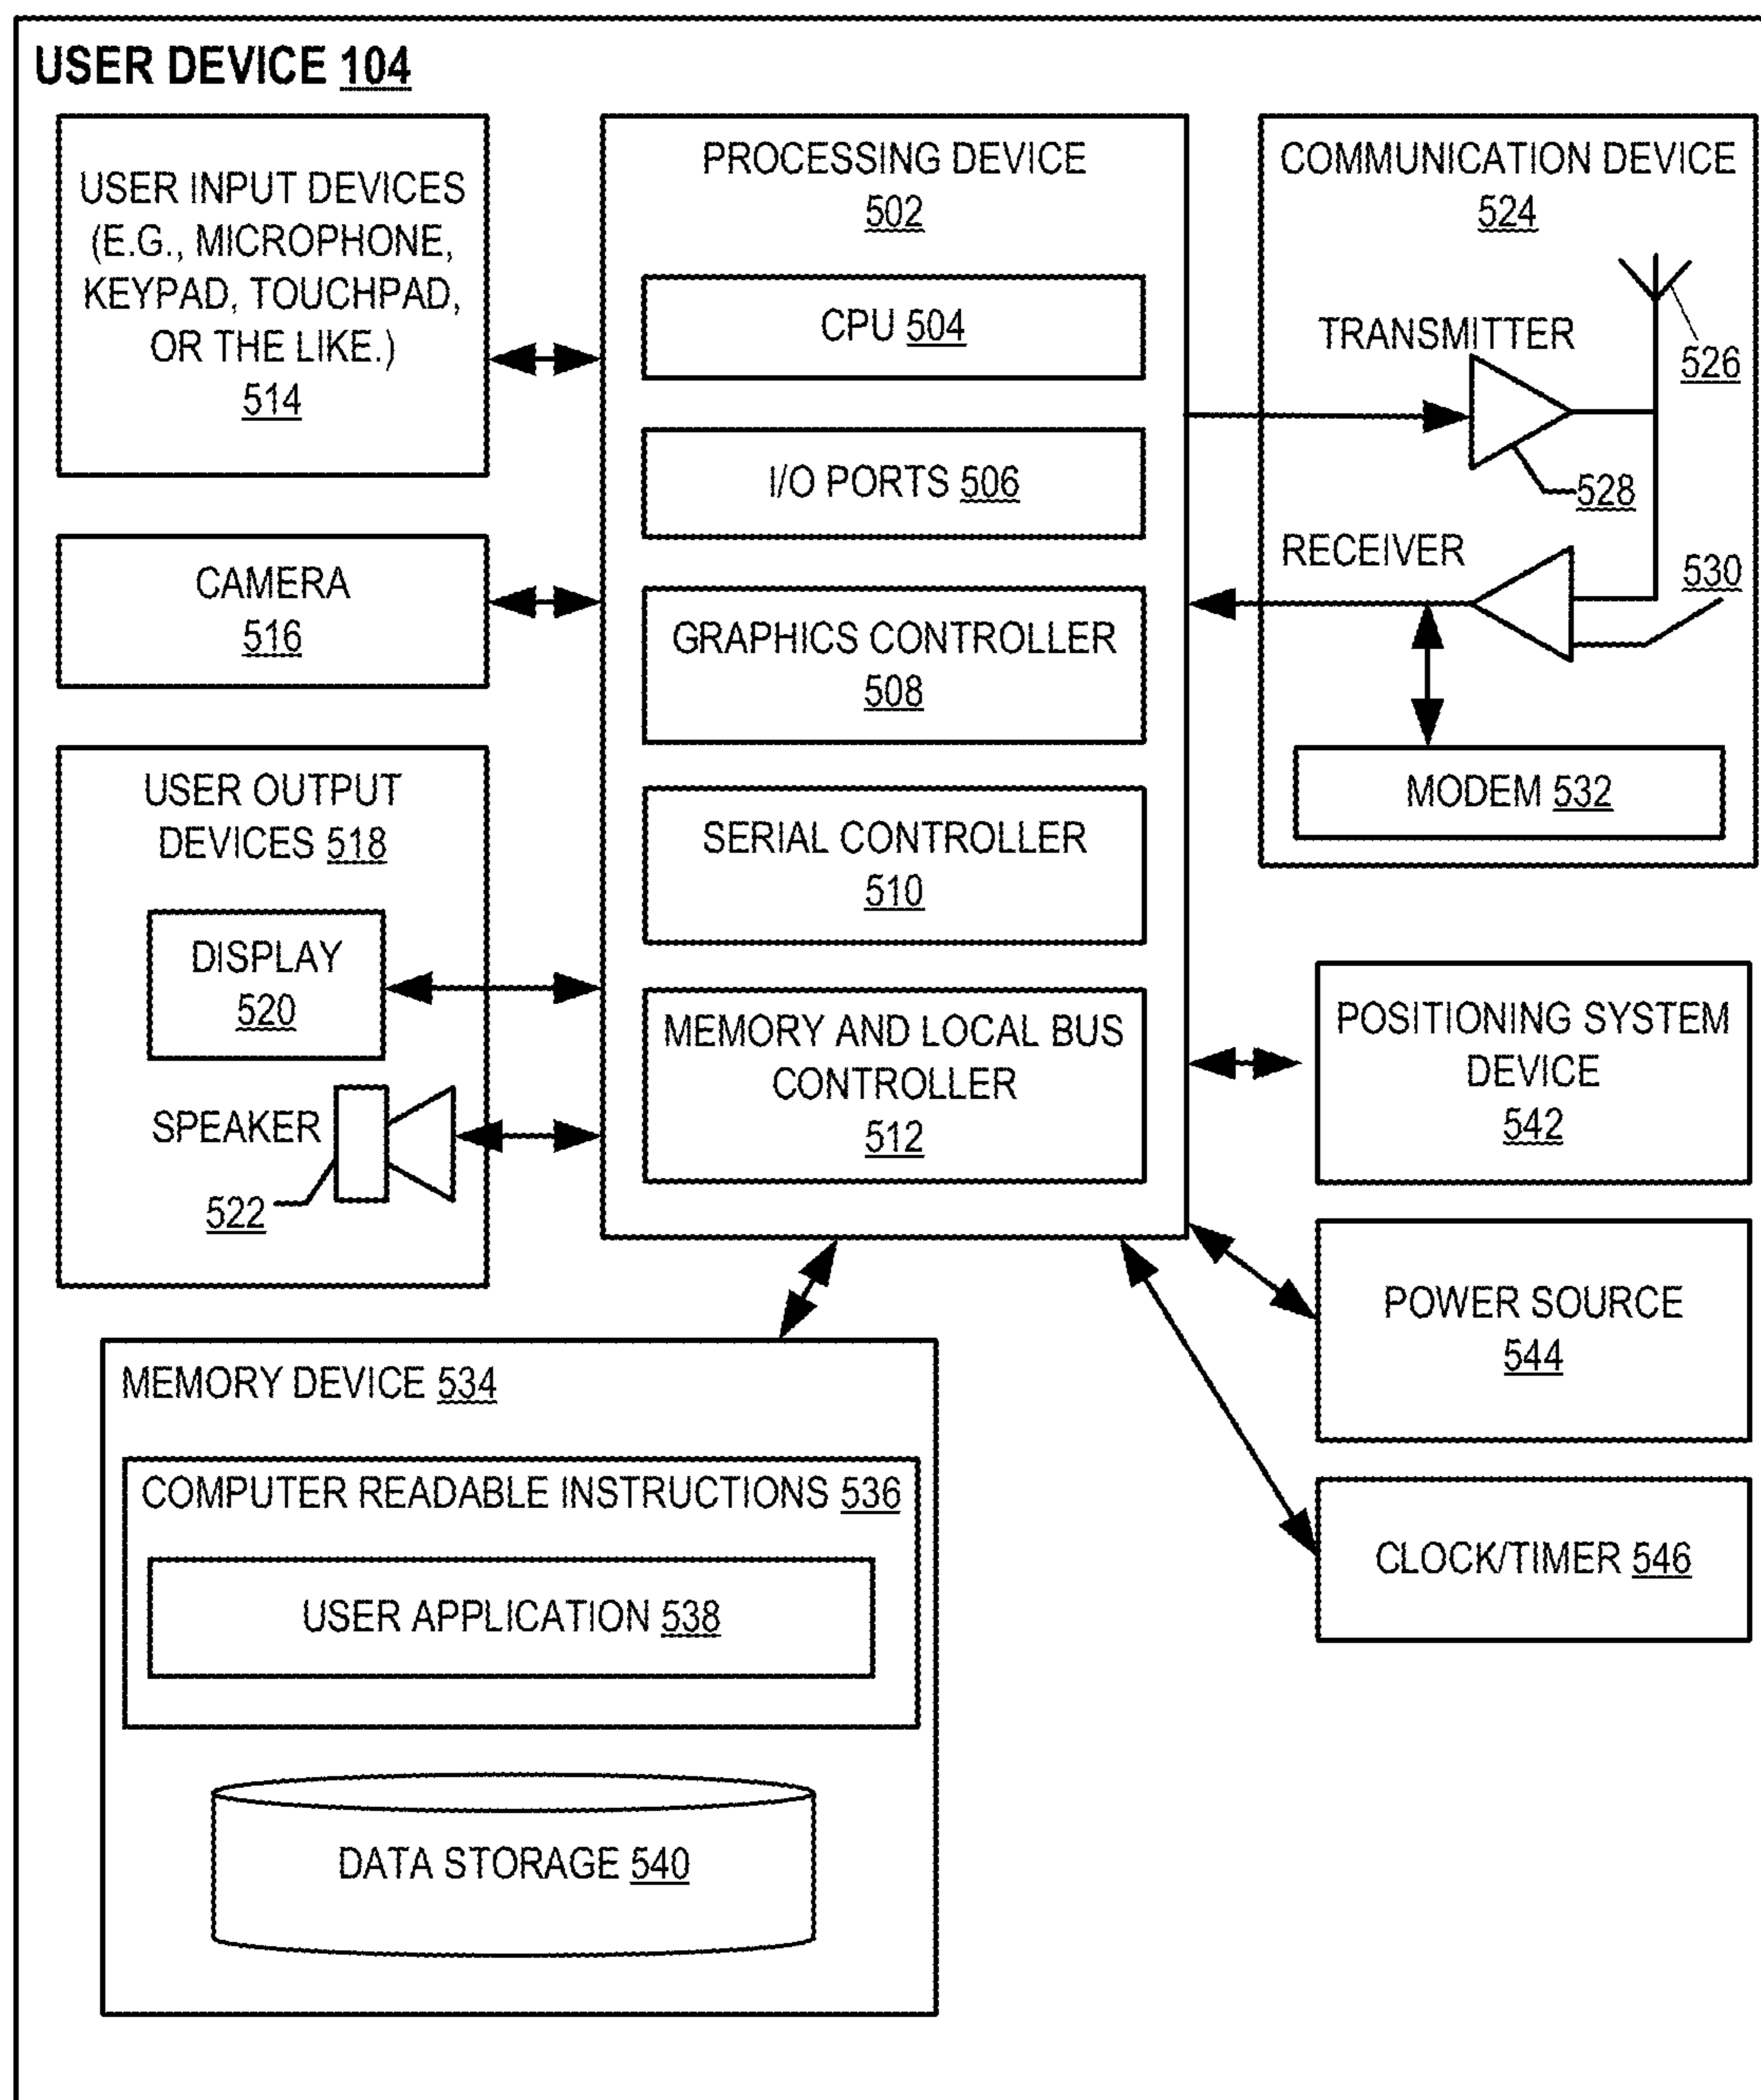 USER DEVICE 104
USER INPUT DEVICES
(E.G., MICROPHONE,
KEYPAD, TOUCHPAD,
OR THE LIKE.)
514
CAMERA
516
USER OUTPUT
DEVICES 518
DISPLAY
520
SPEAKER
522
PROCESSING DEVICE
502
CPU 504
I/O PORTS 506
GRAPHICS CONTROLLER
508
SERIAL CONTROLLER
510
MEMORY AND LOCAL BUS
CONTROLLER
512
COMMUNICATION DEVICE
524
TRANSMITTER
526
528
RECEIVER
530
MODEM 532
POSITIONING SYSTEM
DEVICE
542
POWER SOURCE
544
CLOCK/TIMER 546
MEMORY DEVICE 534
COMPUTER READABLE INSTRUCTIONS 536
USER APPLICATION 538
DATA STORAGE 540